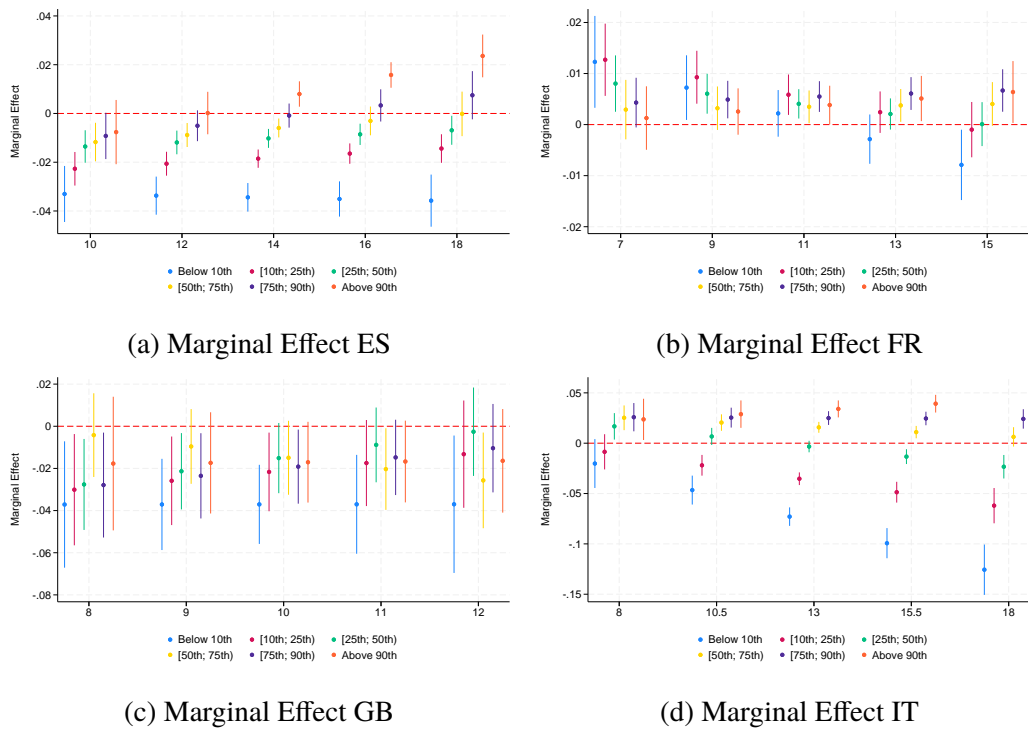 .04
.02
0
-.02
-.04
Marginal Effect
10 12 14 16 18
Below 10th [10th; 25th) [25th; 50th)
[50th; 75th) [75th; 90th) Above 90th
(a) Marginal Effect ES
.02
.01
0
-.01
-.02
Marginal Effect
7 9 11 13 15
Below 10th [10th; 25th) [25th; 50th)
[50th; 75th) [75th; 90th) Above 90th
(b) Marginal Effect FR
.02
0
-.02
-.04
-.06
-.08
Marginal Effect
8 9 10 11 12
Below 10th [10th; 25th) [25th; 50th)
[50th; 75th) [75th; 90th) Above 90th
(c) Marginal Effect GB
.05
0
-.05
-.1
-.15
Marginal Effect
8 10.5 13 15.5 18
Below 10th [10th; 25th) [25th; 50th)
[50th; 75th) [75th; 90th) Above 90th
(d) Marginal Effect IT